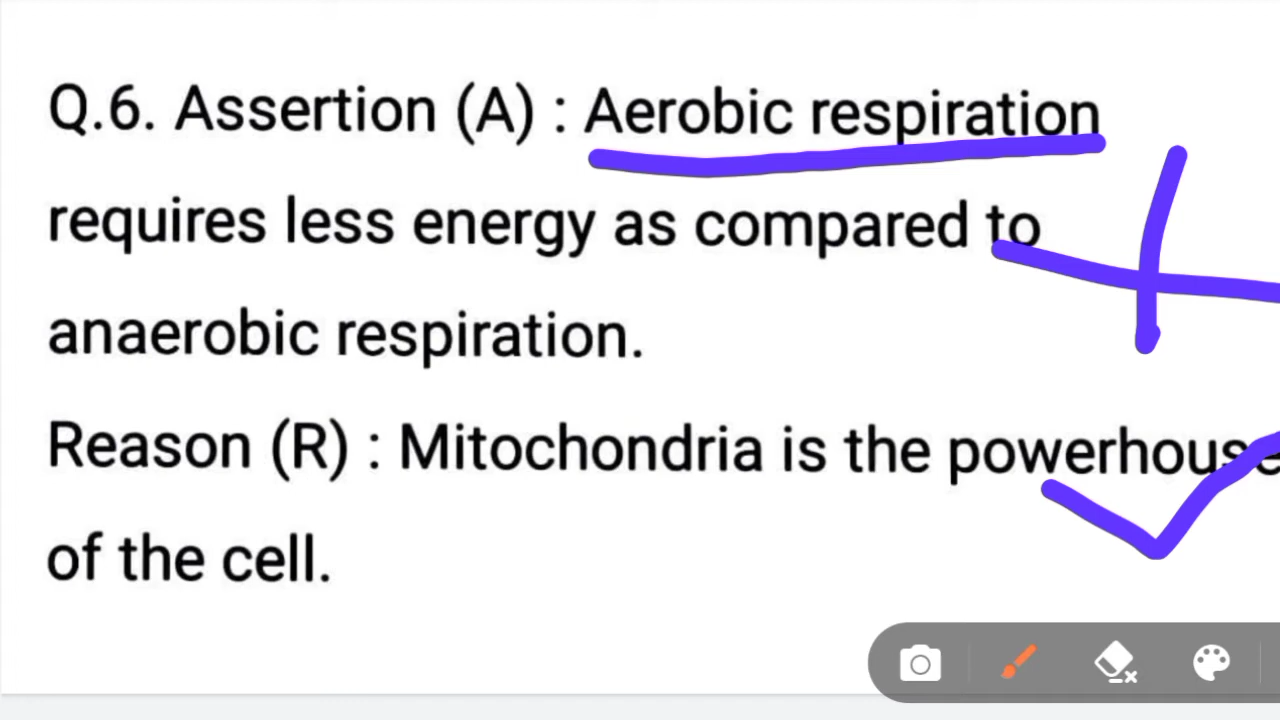 Q.6. Assertion (A) : Aerobic respiration
requires less energy as compared to
anaerobic respiration.
Reason (R) : Mitochondria is the powerhouse
of the cell.